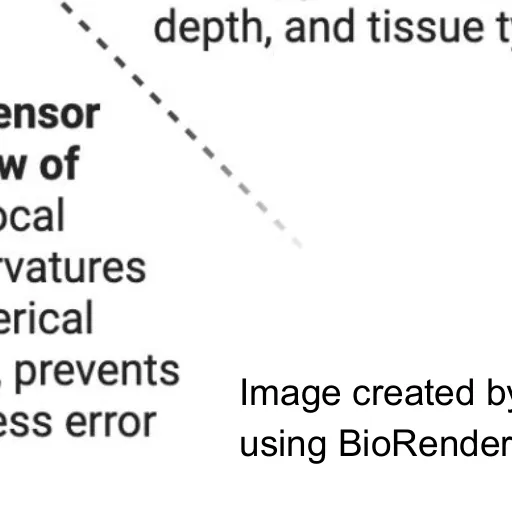 depth, and tissue
ensor
w of
ocal
rvatures
erical
, prevents
ess error
Image created by
using BioRender